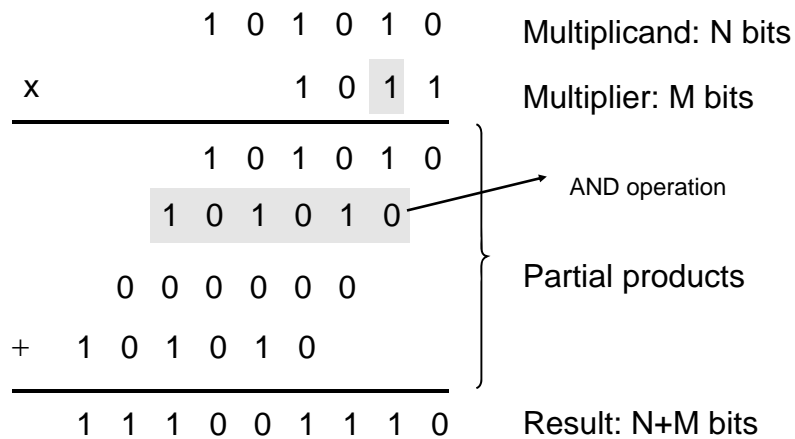 1 0 1 0 1 0 Multiplicand: N bits
x 1 0 1 1 Multiplier: M bits
1 0 1 0 1 0
AND operation
1 0 1 0 1 0
0 0 0 0 0 0 Partial products
+ 1 0 1 0 1 0
1 1 1 0 0 1 1 1 0 Result: N+M bits